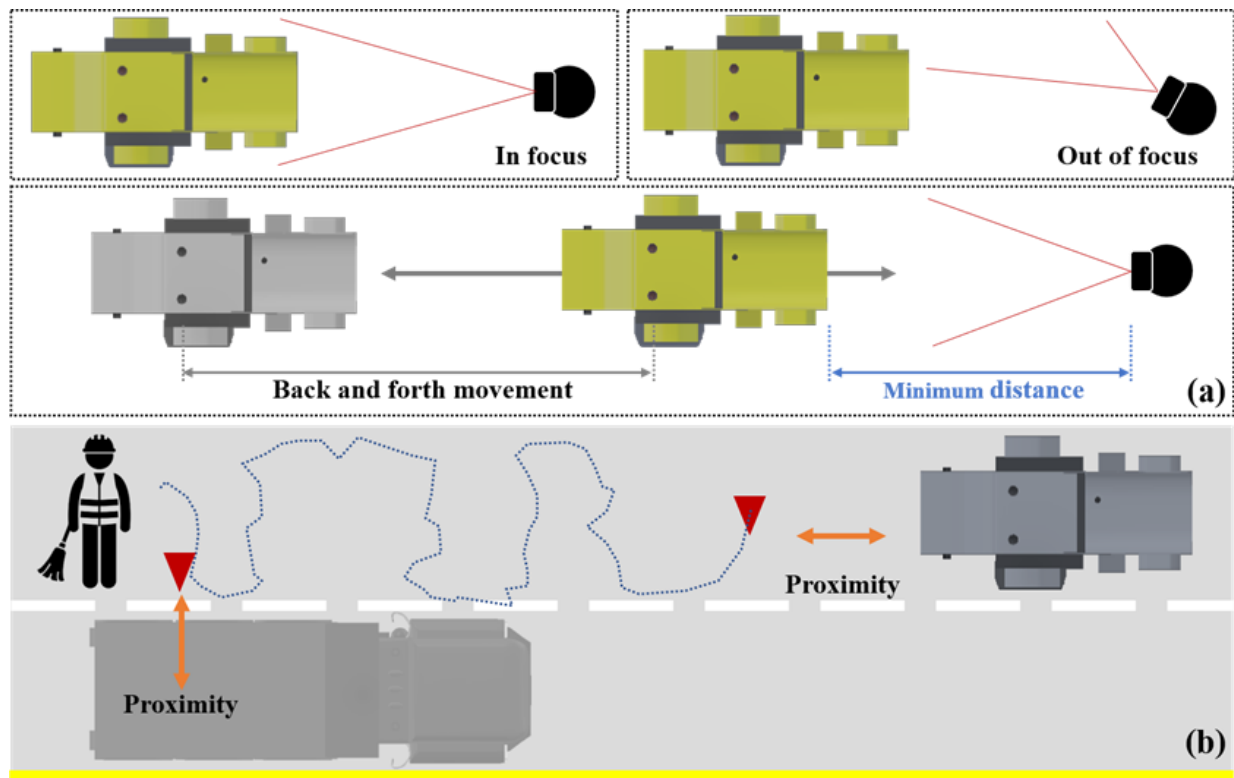 In focus
Out of focus
Back and forth movement
Minimum distance
(a)
Proximity
Proximity
(b)